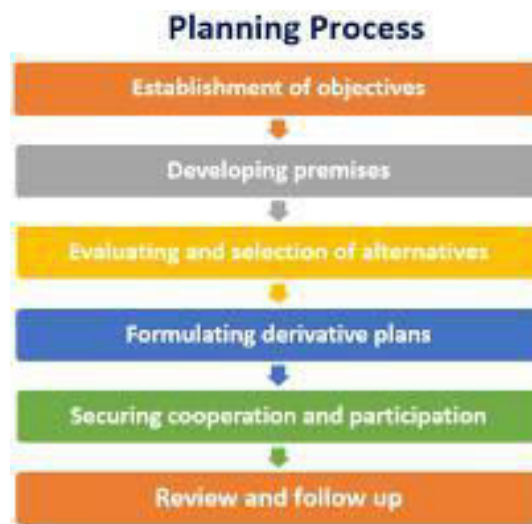 Planning Process
Establishment of objectives
Developing premises
Evaluating and selection of alternatives
Formulating derivative plans
Securing cooperation and participation
Review and follow up